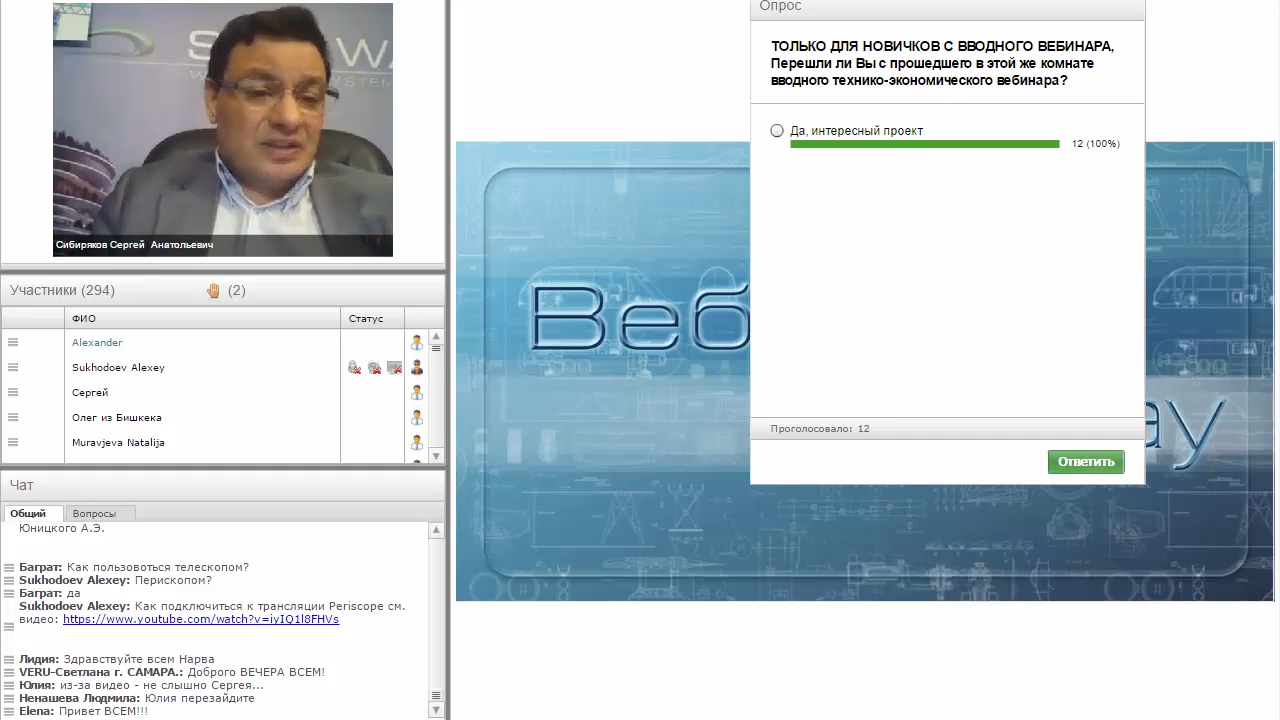 S WA
W SYSTEM
Сибиряков Сергей Анатольевич
Участники (294)
(2)
ФИО
Статус
Alexander
Sukhodoev Alexey
Сергей
Олег из Бишкека
Muravjeva Natalija
Чат
Общий
Вопросы
Юницкого А.Э.
Баграт: Как пользовоться телескопом?
Sukhodoev Alexey: Перископом?
Баграт: да
Sukhodoev Alexey: Как подключиться к трансляции Periscope см.
видео: https://www.youtube.com/watch?v=iyIQ1l8FHVs
Лидия: Здравствуйте всем Нарва
VERU-Светлана г. САМАРА.: Доброго ВЕЧЕРА ВСЕМ!
Юлия: из-за видео - не слышно Сергея...
Ненашева Людмила: Юлия перезайдите
Elena: Привет ВСЕМ!!!
Веб
ay
Опрос
ТОЛЬКО ДЛЯ НОВИЧКОВ С ВВОДНОГО ВЕБИНАРА,
Перешли ли Вы с прошедшего в этой же комнате
вводного технико-экономического вебинара?
Да, интересный проект
12 (100%)
Проголосовало: 12
Ответить